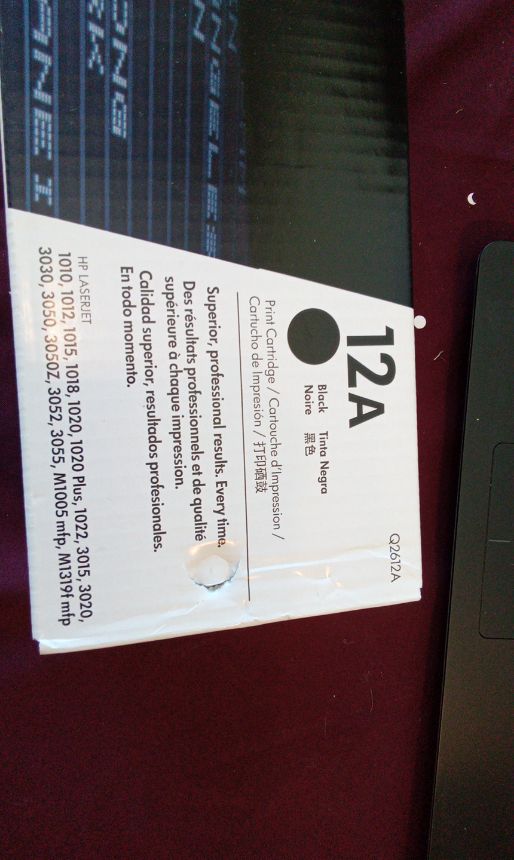 12A
Q2612A
Black Tinta Negra
Noire 黑色
Print Cartridge / Cartouche d'Impression /
Cartucho de Impresión / 打印硒鼓
Superior, professional results. Every time.
Des résultats professionnels et de qualité
supérieure à chaque impression.
Calidad superior, resultados profesionales.
En todo momento.
HP LASERJET
1010, 1012, 1015, 1018, 1020, 1020 Plus, 1022, 3015, 3020,
3030, 3050, 3050Z, 3052, 3055, M1005 mfp, M1319f mfp